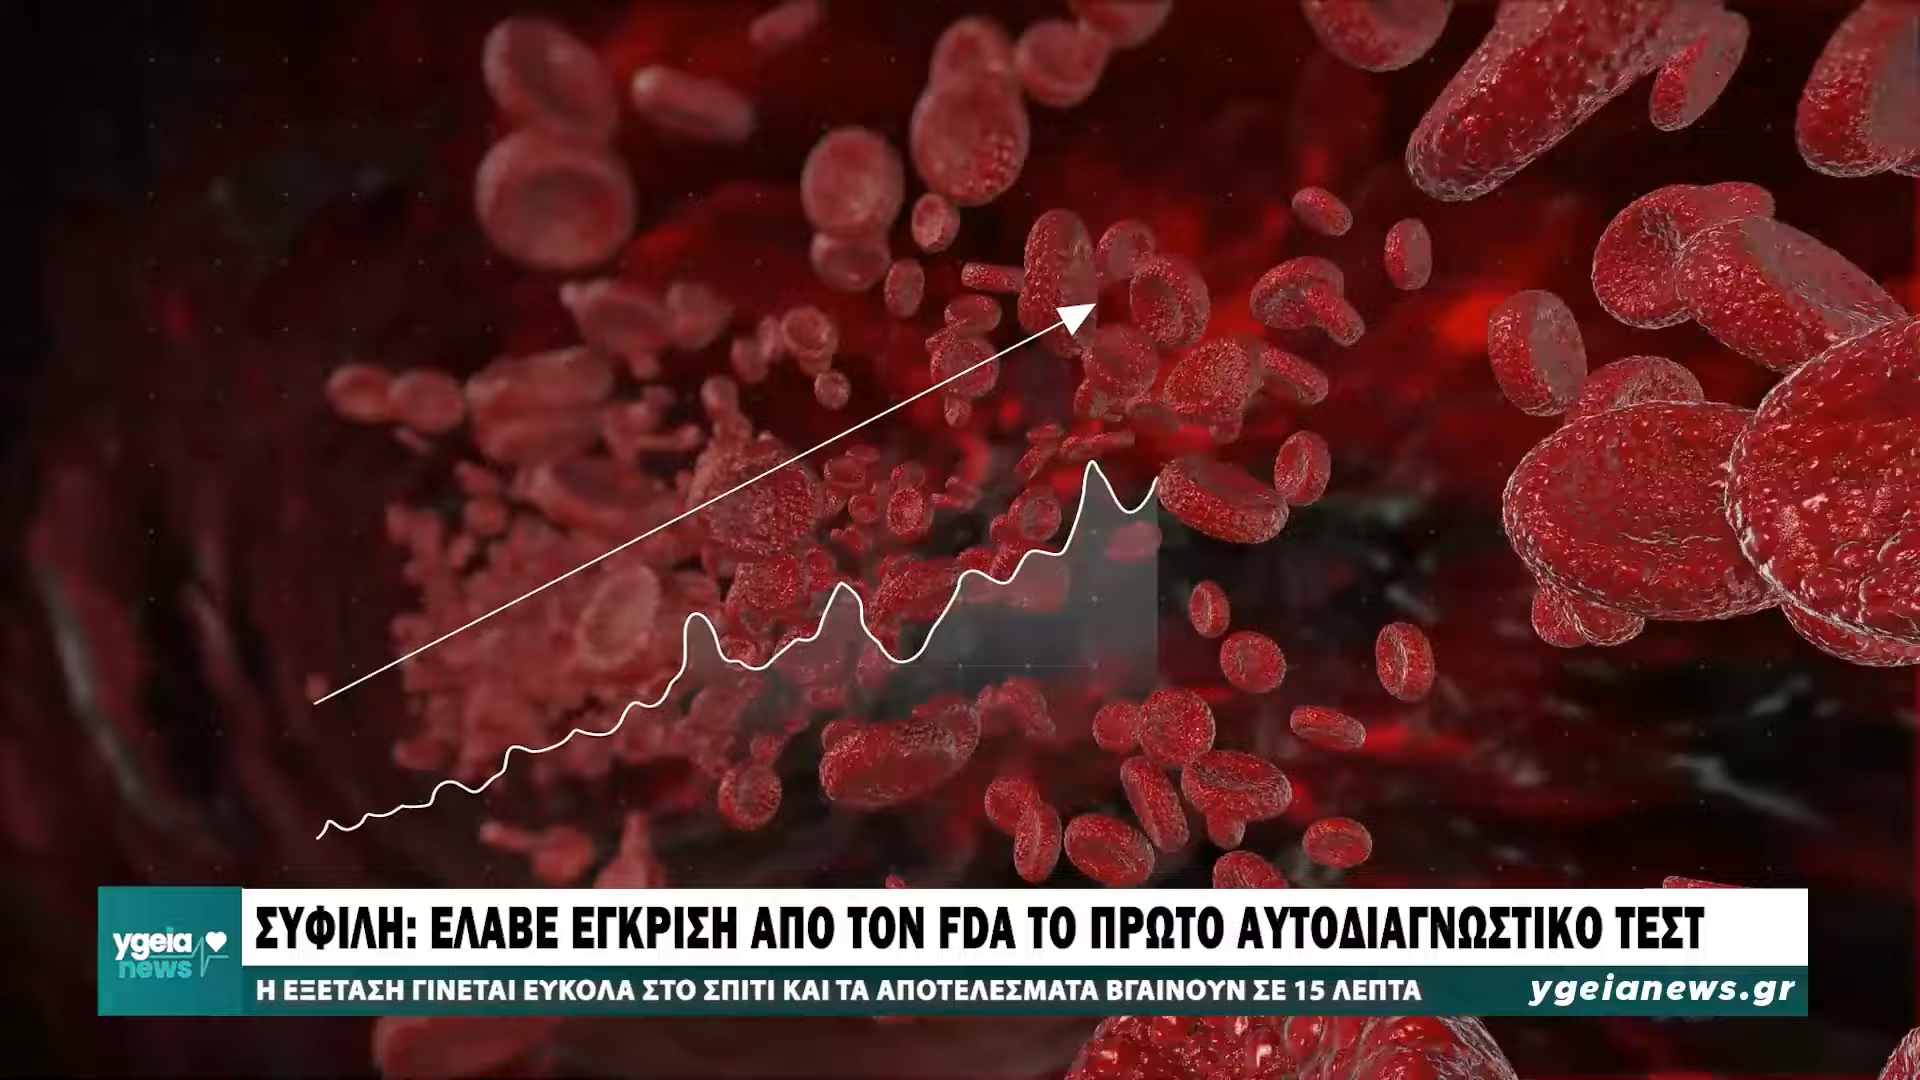 ΣΥΦΙΛΗ: ΕΛΑΒΕ ΕΓΚΡΙΣΗ ΑΠΟ ΤΟΝ FDA ΤΟ ΠΡΩΤΟ ΑΥΤΟΔΙΑΓΝΩΣΤΙΚΟ ΤΕΣΤ
ygeia
news
Η ΕΞΕΤΑΣΗ ΓΙΝΕΤΑΙ ΕΥΚΟΛΑ ΣΤΟ ΣΠΙΤΙ ΚΑΙ ΤΑ ΑΠΟΤΕΛΕΣΜΑΤΑ ΒΓΑΙΝΟΥΝ ΣΕ 15 ΛΕΠΤΑ
ygeianews.gr